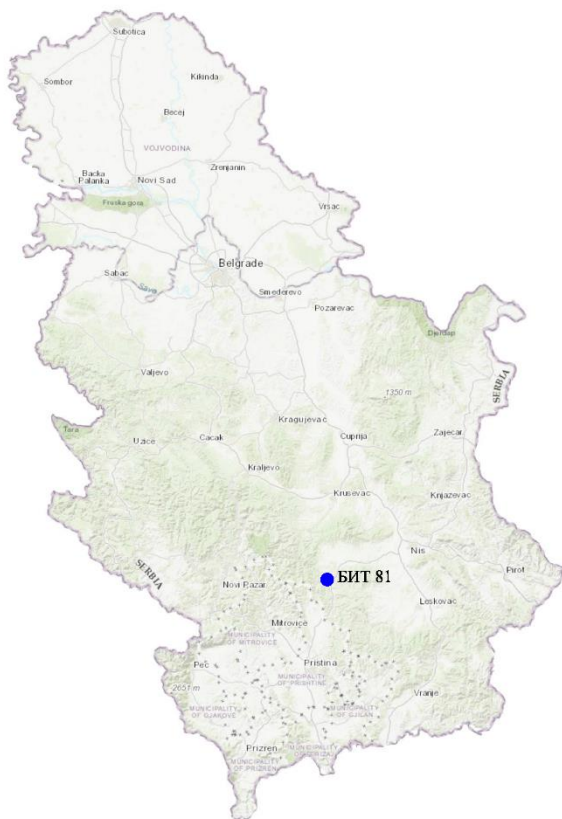 Subotica
Sombor
Kikinda
Becej
VOJVODINA
Backa
Palanka
Novi Sad
Zrenjanin
Fruska gora
Vrsac
Belgrade
Sabac
Sava
Smederevo
Pozarevac
Djerdap
SERBIA
Valjevo
1350 m
Kragujevac
Tara
Uzice
Cacak
Cuprija
Zajecar
Kraljevo
Krusevac
Knjazevac
Nis
SERBIA
Novi Pazar
БИТ 81
Pirot
Leskovac
Mitrovice
MUNICIPALITY
OF MITROVICE
Peć
Pristina
MUNICIPALITY
OF PRISHTINE
2651 m
Vranje
MUNICIPALITY
OF GJAKOVE
MUNICIPALITY
OF GJILAN
Prizren
MUNICIPALITY
OF PRIZREN
MUNICIPALITY